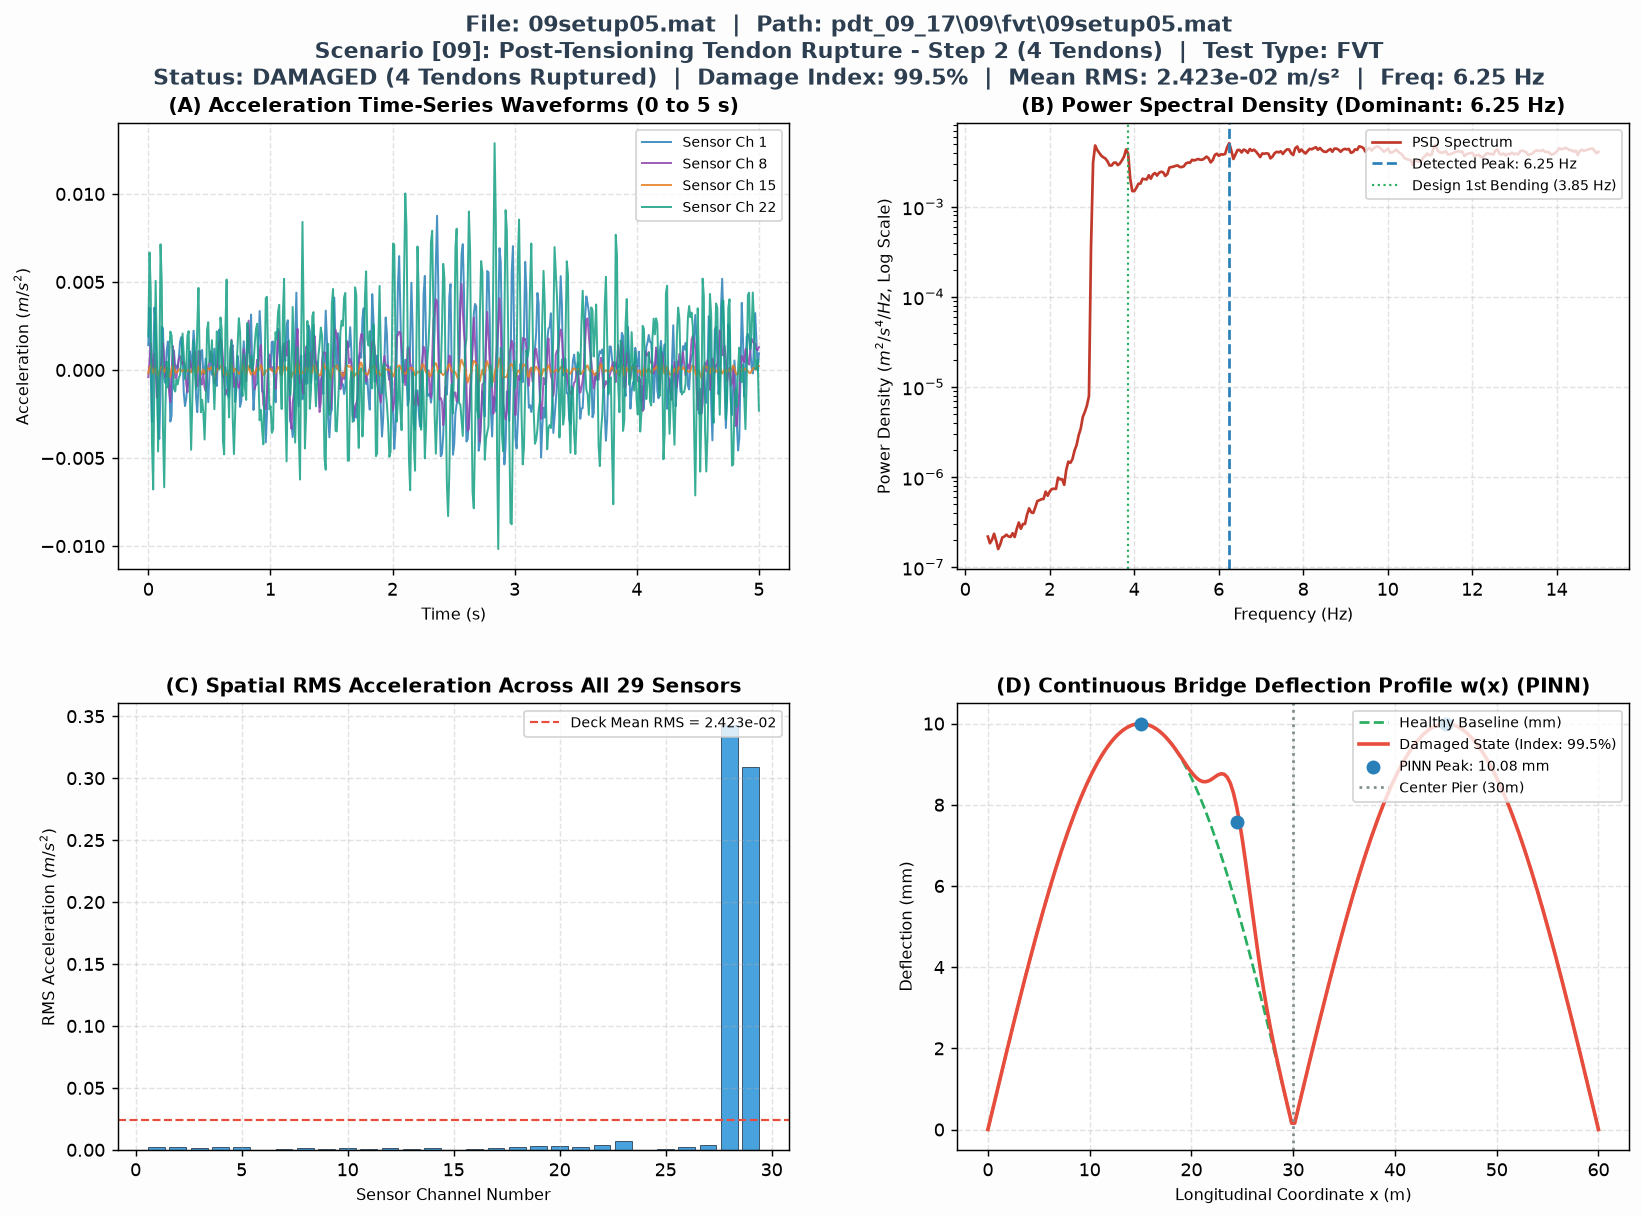 File: 09setup05.mat | Path: pdt_09_17\09\fvt\09setup05.mat
Scenario [09]: Post-Tensioning Tendon Rupture - Step 2 (4 Tendons) | Test Type: FVT
Status: DAMAGED (4 Tendons Ruptured) | Damage Index: 99.5% | Mean RMS: 2.423e-02 m/s² | Freq: 6.25 Hz
(A) Acceleration Time-Series Waveforms (0 to 5 s)
Sensor Ch 1
Sensor Ch 8
Sensor Ch 15
Sensor Ch 22
0.010
0.005
0.000
−0.005
−0.010
Acceleration (m/s²)
0 1 2 3 4 5
Time (s)
(B) Power Spectral Density (Dominant: 6.25 Hz)
PSD Spectrum
Detected Peak: 6.25 Hz
Design 1st Bending (3.85 Hz)
10⁻³
10⁻⁴
10⁻⁵
10⁻⁶
10⁻⁷
Power Density (m²/s⁴/Hz, Log Scale)
0 2 4 6 8 10 12 14
Frequency (Hz)
(C) Spatial RMS Acceleration Across All 29 Sensors
Deck Mean RMS = 2.423e-02
0.35
0.30
0.25
0.20
0.15
0.10
0.05
0.00
RMS Acceleration (m/s²)
0 5 10 15 20 25 30
Sensor Channel Number
(D) Continuous Bridge Deflection Profile w(x) (PINN)
Healthy Baseline (mm)
Damaged State (Index: 99.5%)
PINN Peak: 10.08 mm
Center Pier (30m)
10
8
6
4
2
0
Deflection (mm)
0 10 20 30 40 50 60
Longitudinal Coordinate x (m)